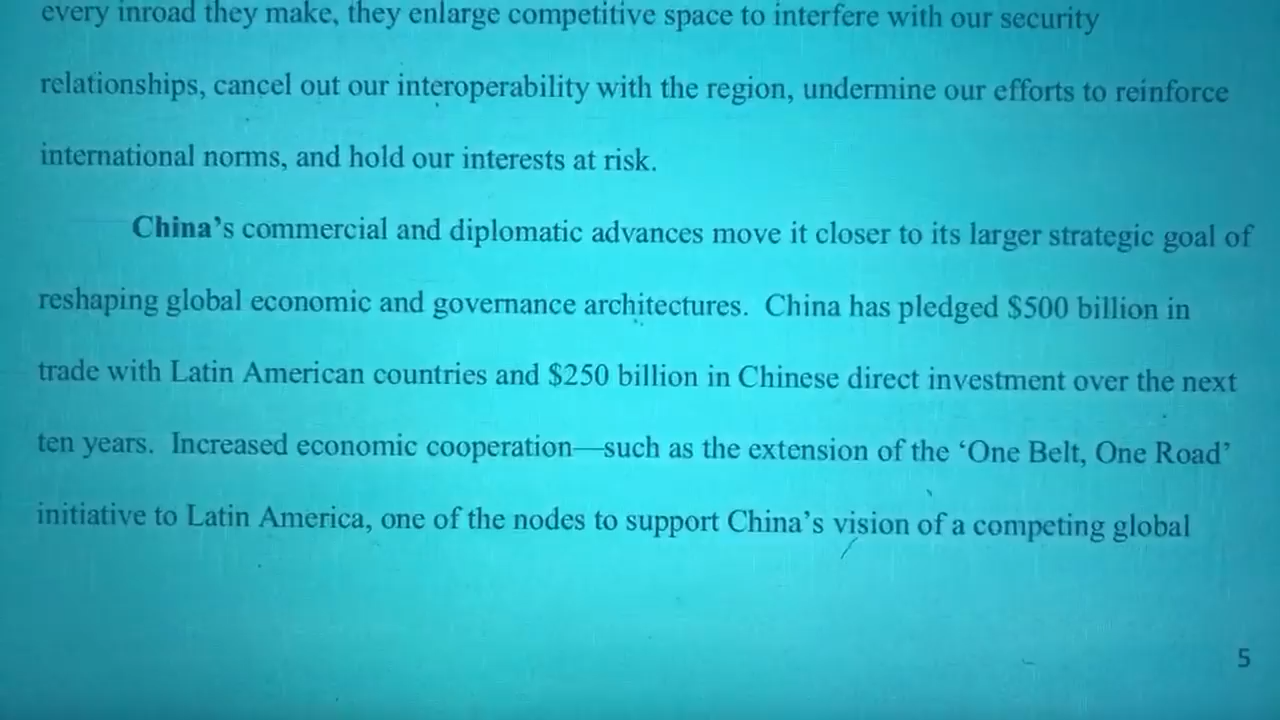 every inroad they make, they enlarge competitive space to interfere with our security
relationships, cancel out our interoperability with the region, undermine our efforts to reinforce
international norms, and hold our interests at risk.
China's commercial and diplomatic advances move it closer to its larger strategic goal of
reshaping global economic and governance architectures.  China has pledged $500 billion in
trade with Latin American countries and $250 billion in Chinese direct investment over the next
ten years.  Increased economic cooperation—such as the extension of the ‘One Belt, One Road’
initiative to Latin America, one of the nodes to support China’s vision of a competing global
5